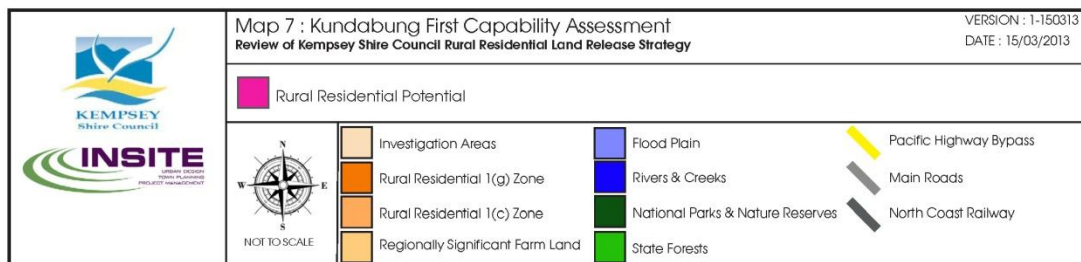 KEMPSEY
Shire Council
INSITE
URBAN DESIGN
TOWN PLANNING
PROJECT MANAGEMENT
Map 7 : Kundabung First Capability Assessment
Review of Kempsey Shire Council Rural Residential Land Release Strategy
VERSION : 1-150313
DATE : 15/03/2013
Rural Residential Potential
N
W
E
S
NOT TO SCALE
Investigation Areas
Rural Residential 1(g) Zone
Rural Residential 1(c) Zone
Regionally Significant Farm Land
Flood Plain
Rivers & Creeks
National Parks & Nature Reserves
State Forests
Pacific Highway Bypass
Main Roads
North Coast Railway